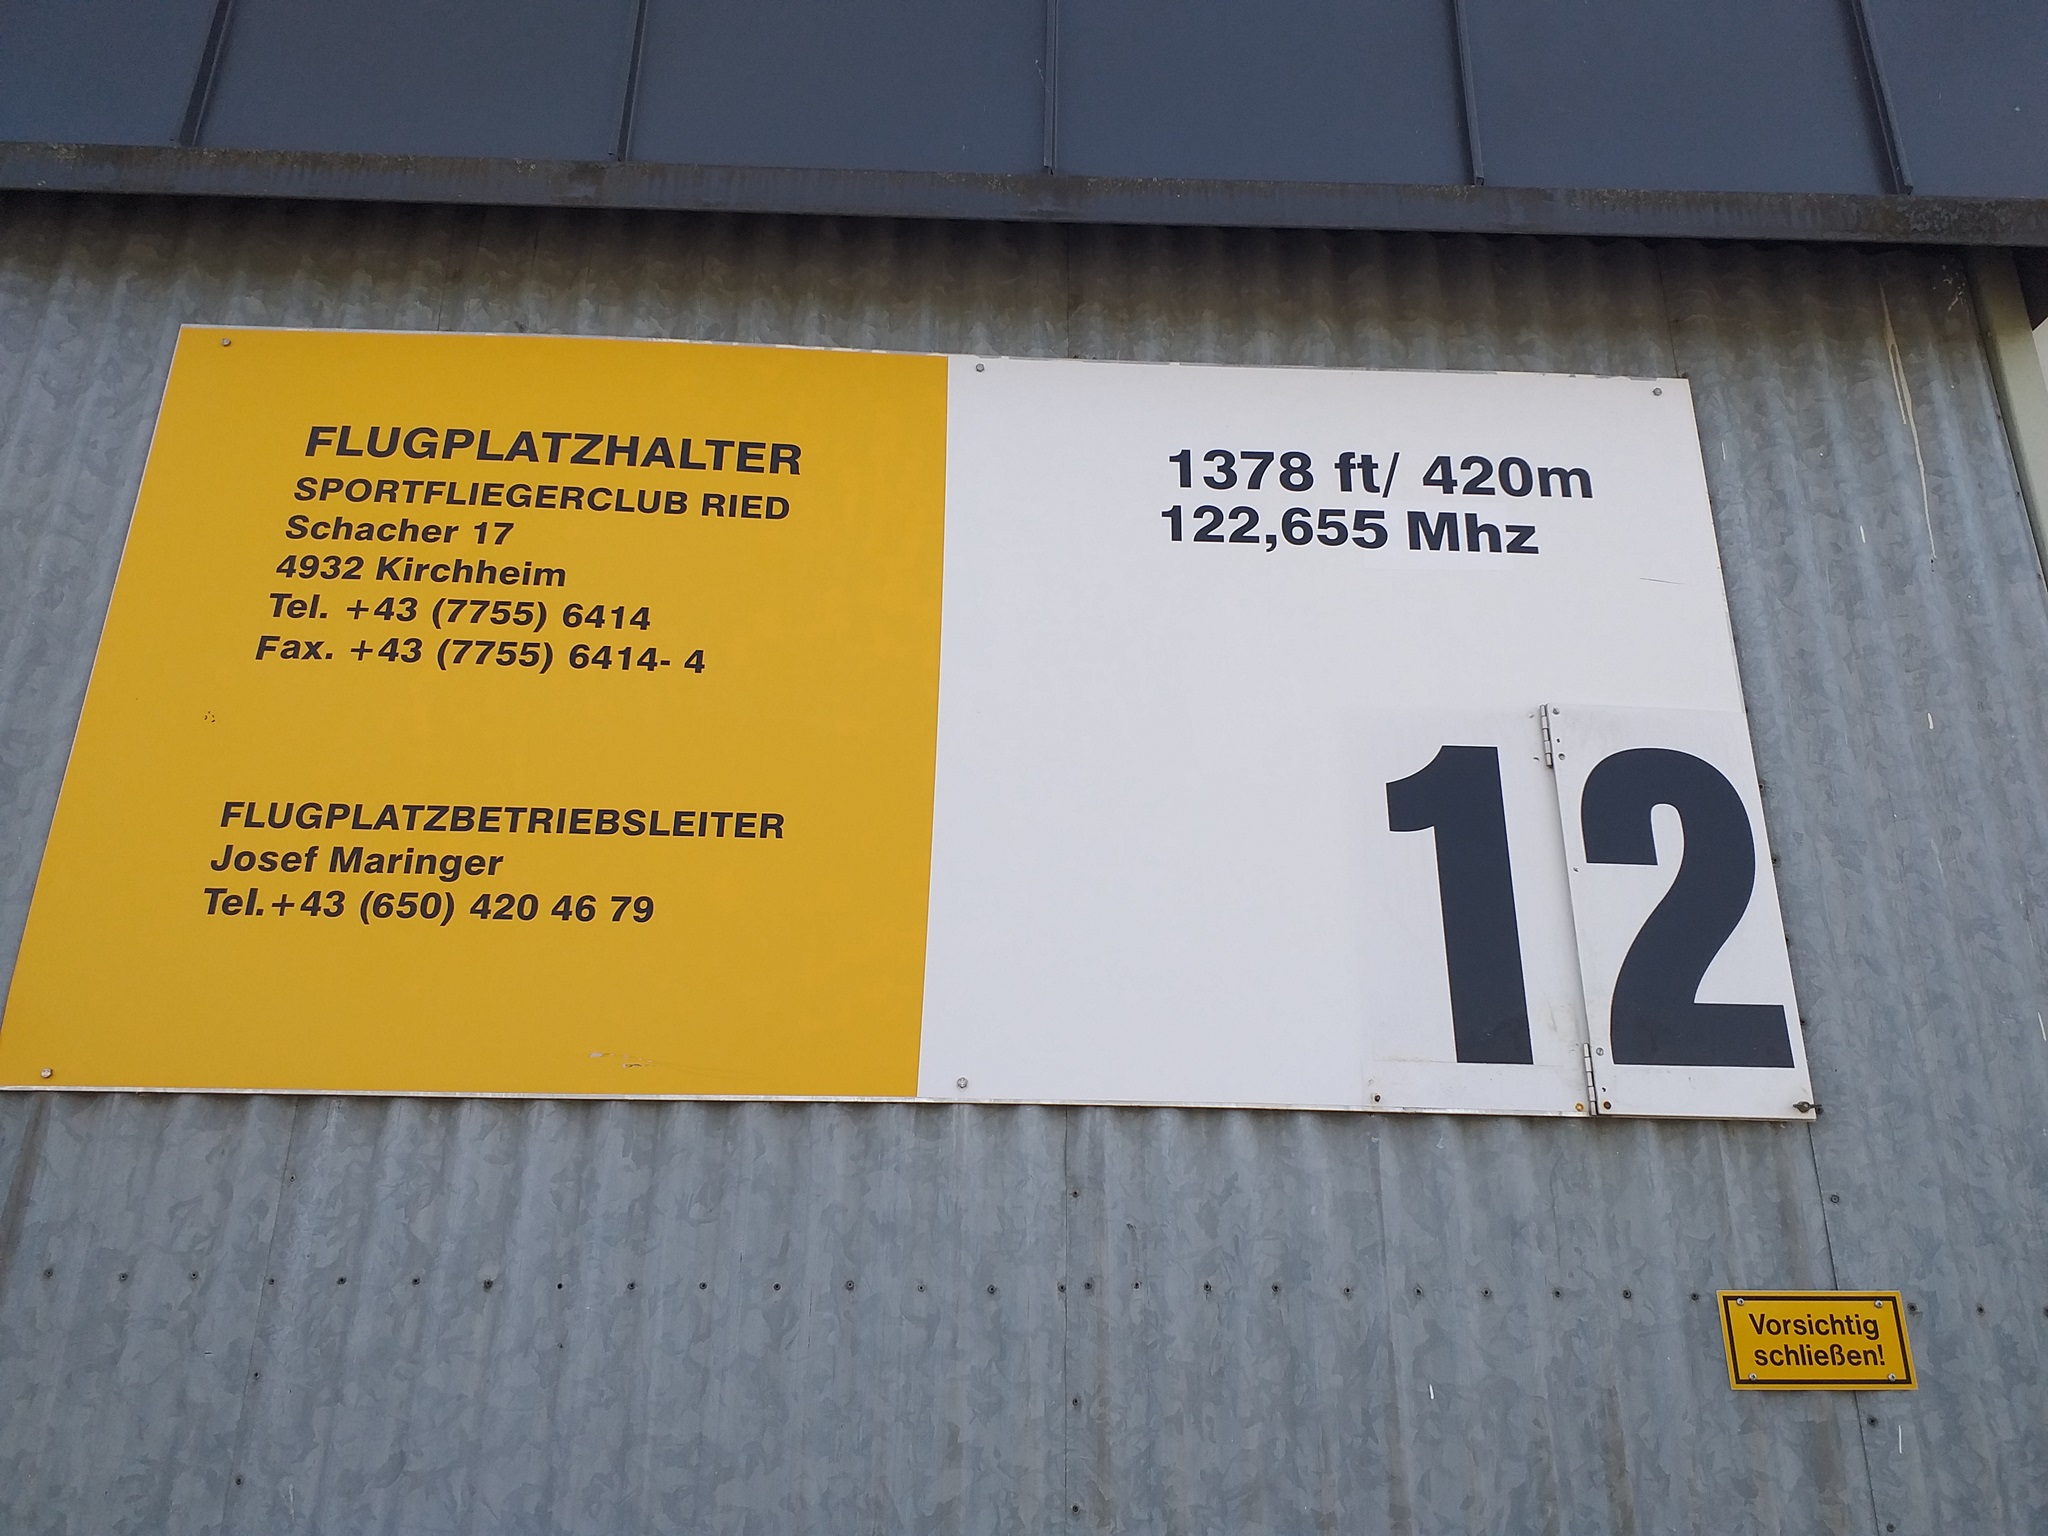 FLUGPLATZHALTER
SPORTFLIEGERCLUB RIED
Schacher 17
4932 Kirchheim
Tel. +43 (7755) 6414
Fax. +43 (7755) 6414- 4
FLUGPLATZBETRIEBSLEITER
Josef Maringer
Tel.+43 (650) 420 46 79
1378 ft/ 420m
122,655 Mhz
12
Vorsichtig
schließen!